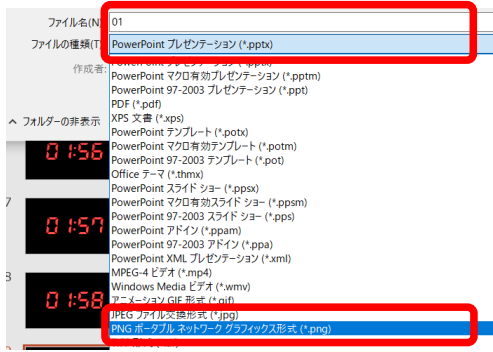 ファイル名(N):
01
ファイルの種類(T):
PowerPoint プレゼンテーション (*.pptx)
作成者:
PowerPoint プレゼンテーション (*.pptx)
PowerPoint マクロ有効プレゼンテーション (*.pptm)
PowerPoint 97-2003 プレゼンテーション (*.ppt)
PDF (*.pdf)
XPS 文書 (*.xps)
PowerPoint テンプレート (*.potx)
PowerPoint マクロ有効テンプレート (*.potm)
PowerPoint 97-2003 テンプレート (*.pot)
Office テーマ (*.thmx)
PowerPoint スライド ショー (*.ppsx)
PowerPoint マクロ有効スライド ショー (*.ppsm)
PowerPoint 97-2003 スライド ショー (*.pps)
PowerPoint アドイン (*.ppam)
PowerPoint 97-2003 アドイン (*.ppa)
PowerPoint XML プレゼンテーション (*.xml)
MPEG-4 ビデオ (*.mp4)
Windows Media ビデオ (*.wmv)
アニメーション GIF 形式 (*.gif)
JPEG ファイル交換形式 (*.jpg)
PNG ポータブル ネットワーク グラフィックス形式 (*.png)
フォルダーの非表示
01:56
7
01:57
8
01:58